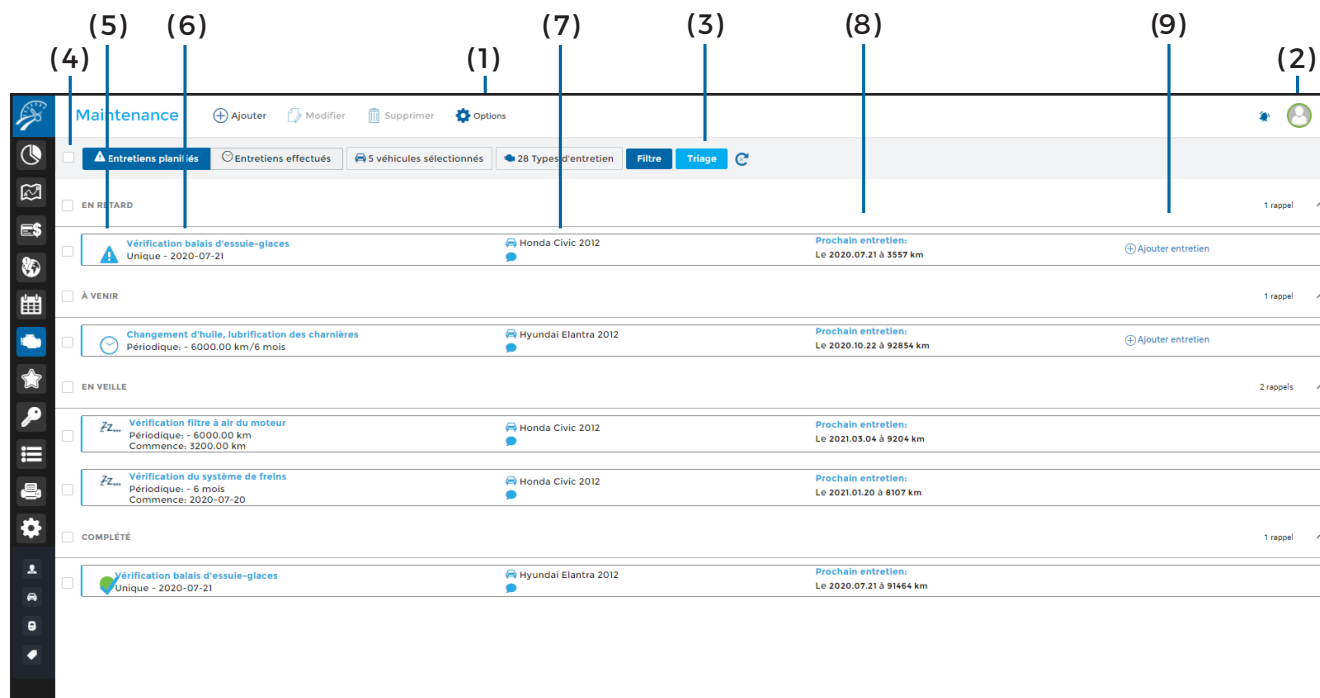 (5) (6) (7) (3) (8) (9)
(4) (1) (2)
Maintenance Ajouter Modifier Supprimer Options
Entretiens planifiés Entretiens effectués 5 véhicules sélectionnés 28 Types d'entretien Filtre Triage
EN RETARD 1 rappel
Vérification balais d'essuie-glaces Honda Civic 2012 Prochain entretien:
Unique - 2020-07-21 Le 2020.07.21 à 3557 km Ajouter entretien
À VENIR 1 rappel
Changement d'huile, lubrification des charnières Hyundai Elantra 2012 Prochain entretien:
Périodique: - 6000.00 km/6 mois Le 2020.10.22 à 92854 km Ajouter entretien
EN VEILLE 2 rappels
zZ... Vérification filtre à air du moteur Honda Civic 2012 Prochain entretien:
Périodique: - 6000.00 km Le 2021.03.04 à 9204 km
Commence: 3200.00 km
zZ... Vérification du système de freins Honda Civic 2012 Prochain entretien:
Périodique: - 6 mois Le 2021.01.20 à 8107 km
Commence: 2020-07-20
COMPLÉTÉ 1 rappel
Vérification balais d'essuie-glaces Hyundai Elantra 2012 Prochain entretien:
Unique - 2020-07-21 Le 2020.07.21 à 91464 km